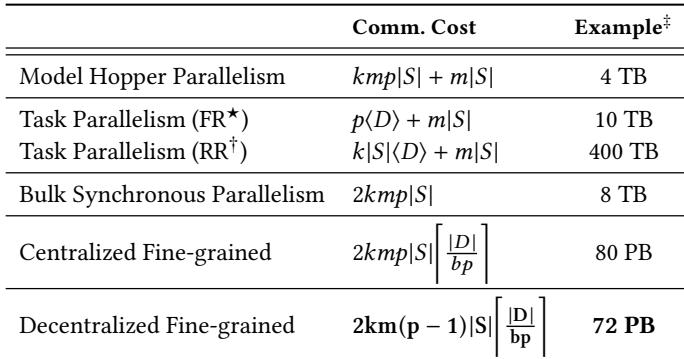 Comm. Cost Example‡
Model Hopper Parallelism kmp|S| + m|S| 4 TB
Task Parallelism (FR★) p⟨D⟩ + m|S| 10 TB
Task Parallelism (RR†) k|S|⟨D⟩ + m|S| 400 TB
Bulk Synchronous Parallelism 2kmp|S| 8 TB
Centralized Fine-grained 2kmp|S|⌈|D|/bp⌉ 80 PB
Decentralized Fine-grained 2km(p − 1)|S|⌈|D|/bp⌉ 72 PB